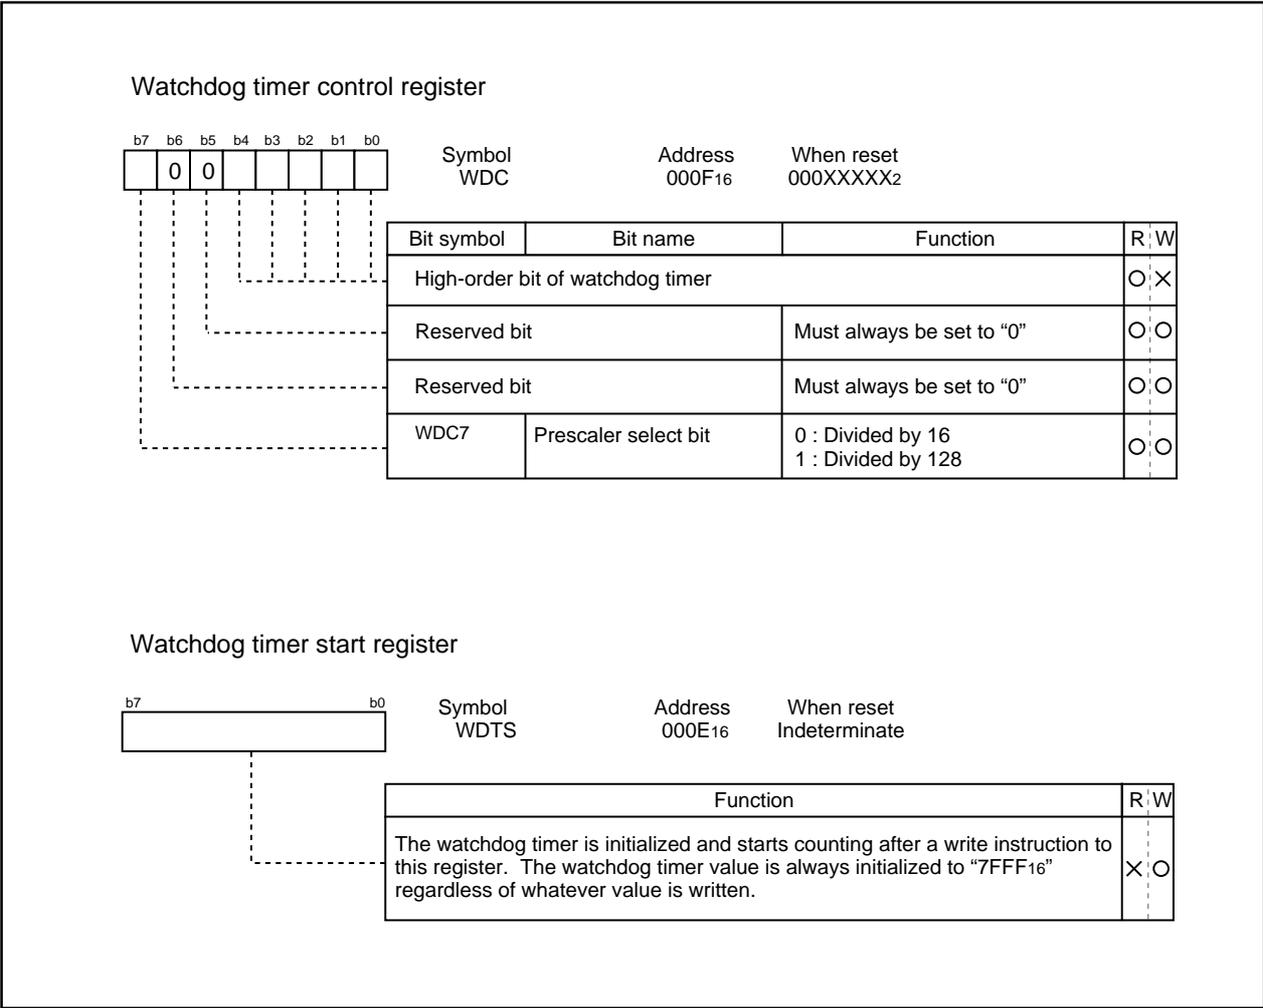 Watchdog timer control register
b7 b6 b5 b4 b3 b2 b1 b0
0 0
Symbol Address When reset
WDC 000F16 000XXXXX2
Bit symbol Bit name Function R W
High-order bit of watchdog timer
Reserved bit Must always be set to “0”
Reserved bit Must always be set to “0”
WDC7 Prescaler select bit 0 : Divided by 16
1 : Divided by 128
Watchdog timer start register
b7 b0
Symbol Address When reset
WDTS 000E16 Indeterminate
Function R W
The watchdog timer is initialized and starts counting after a write instruction to
this register. The watchdog timer value is always initialized to “7FFF16”
regardless of whatever value is written.